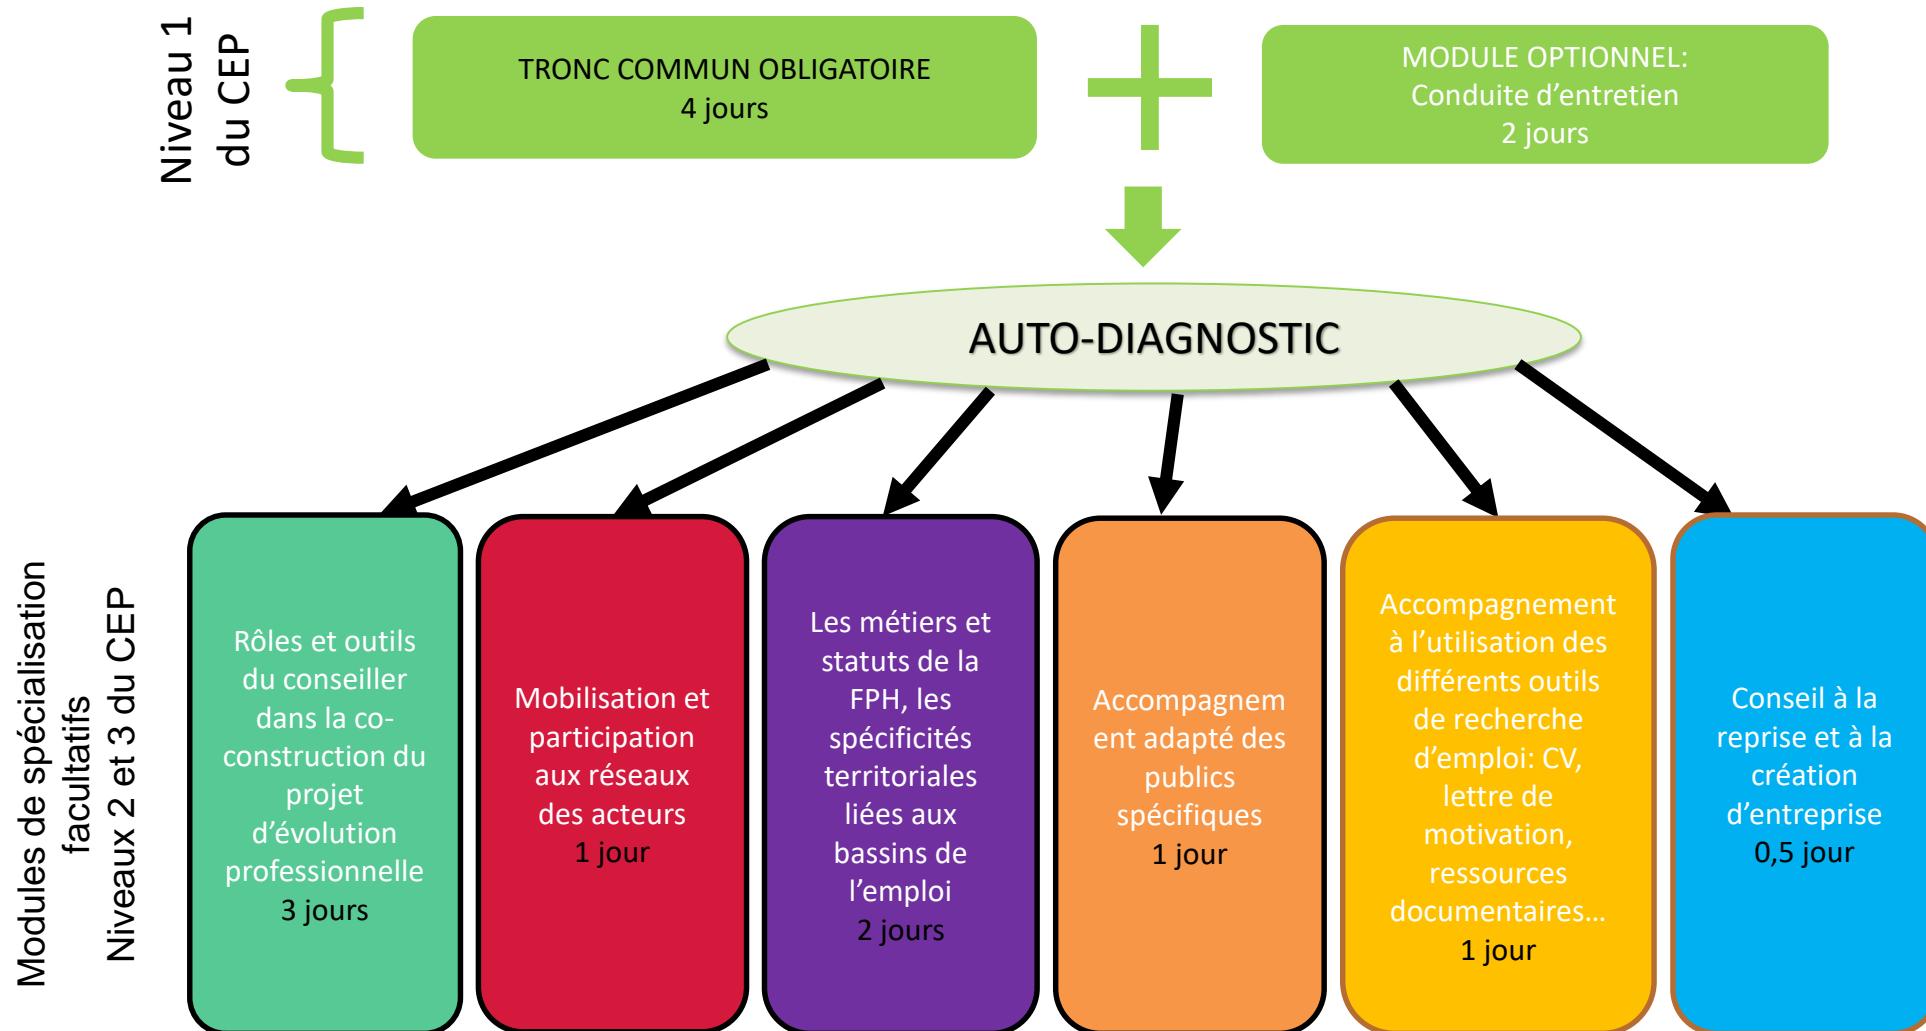 Niveau 1
du CEP
TRONC COMMUN OBLIGATOIRE
4 jours
MODULE OPTIONNEL:
Conduite d’entretien
2 jours
AUTO-DIAGNOSTIC
Modules de spécialisation
facultatifs
Niveaux 2 et 3 du CEP
Rôles et outils
du conseiller
dans la co-
construction du
projet
d’évolution
professionnelle
3 jours
Mobilisation et
participation
aux réseaux
des acteurs
1 jour
Les métiers et
statuts de la
FPH, les
spécificités
territoriales
liées aux
bassins de
l’emploi
2 jours
Accompagnem
ent adapté des
publics
spécifiques
1 jour
Accompagnement
à l’utilisation des
différents outils
de recherche
d’emploi: CV,
lettre de
motivation,
ressources
documentaires…
1 jour
Conseil à la
reprise et à la
création
d’entreprise
0,5 jour